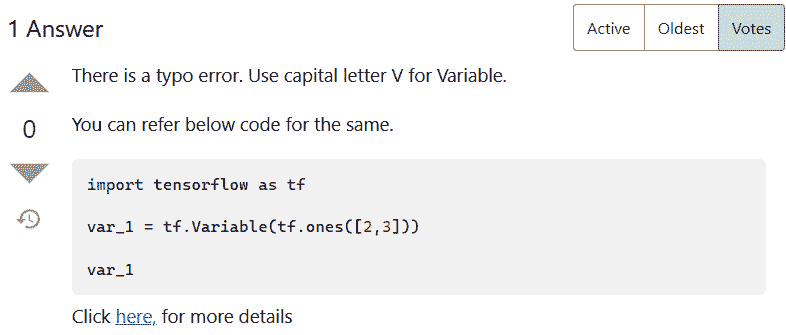 1 Answer
Active Oldest Votes
There is a typo error. Use capital letter V for Variable.
0
You can refer below code for the same.
import tensorflow as tf
var_1 = tf.Variable(tf.ones([2,3]))
var_1
Click here, for more details